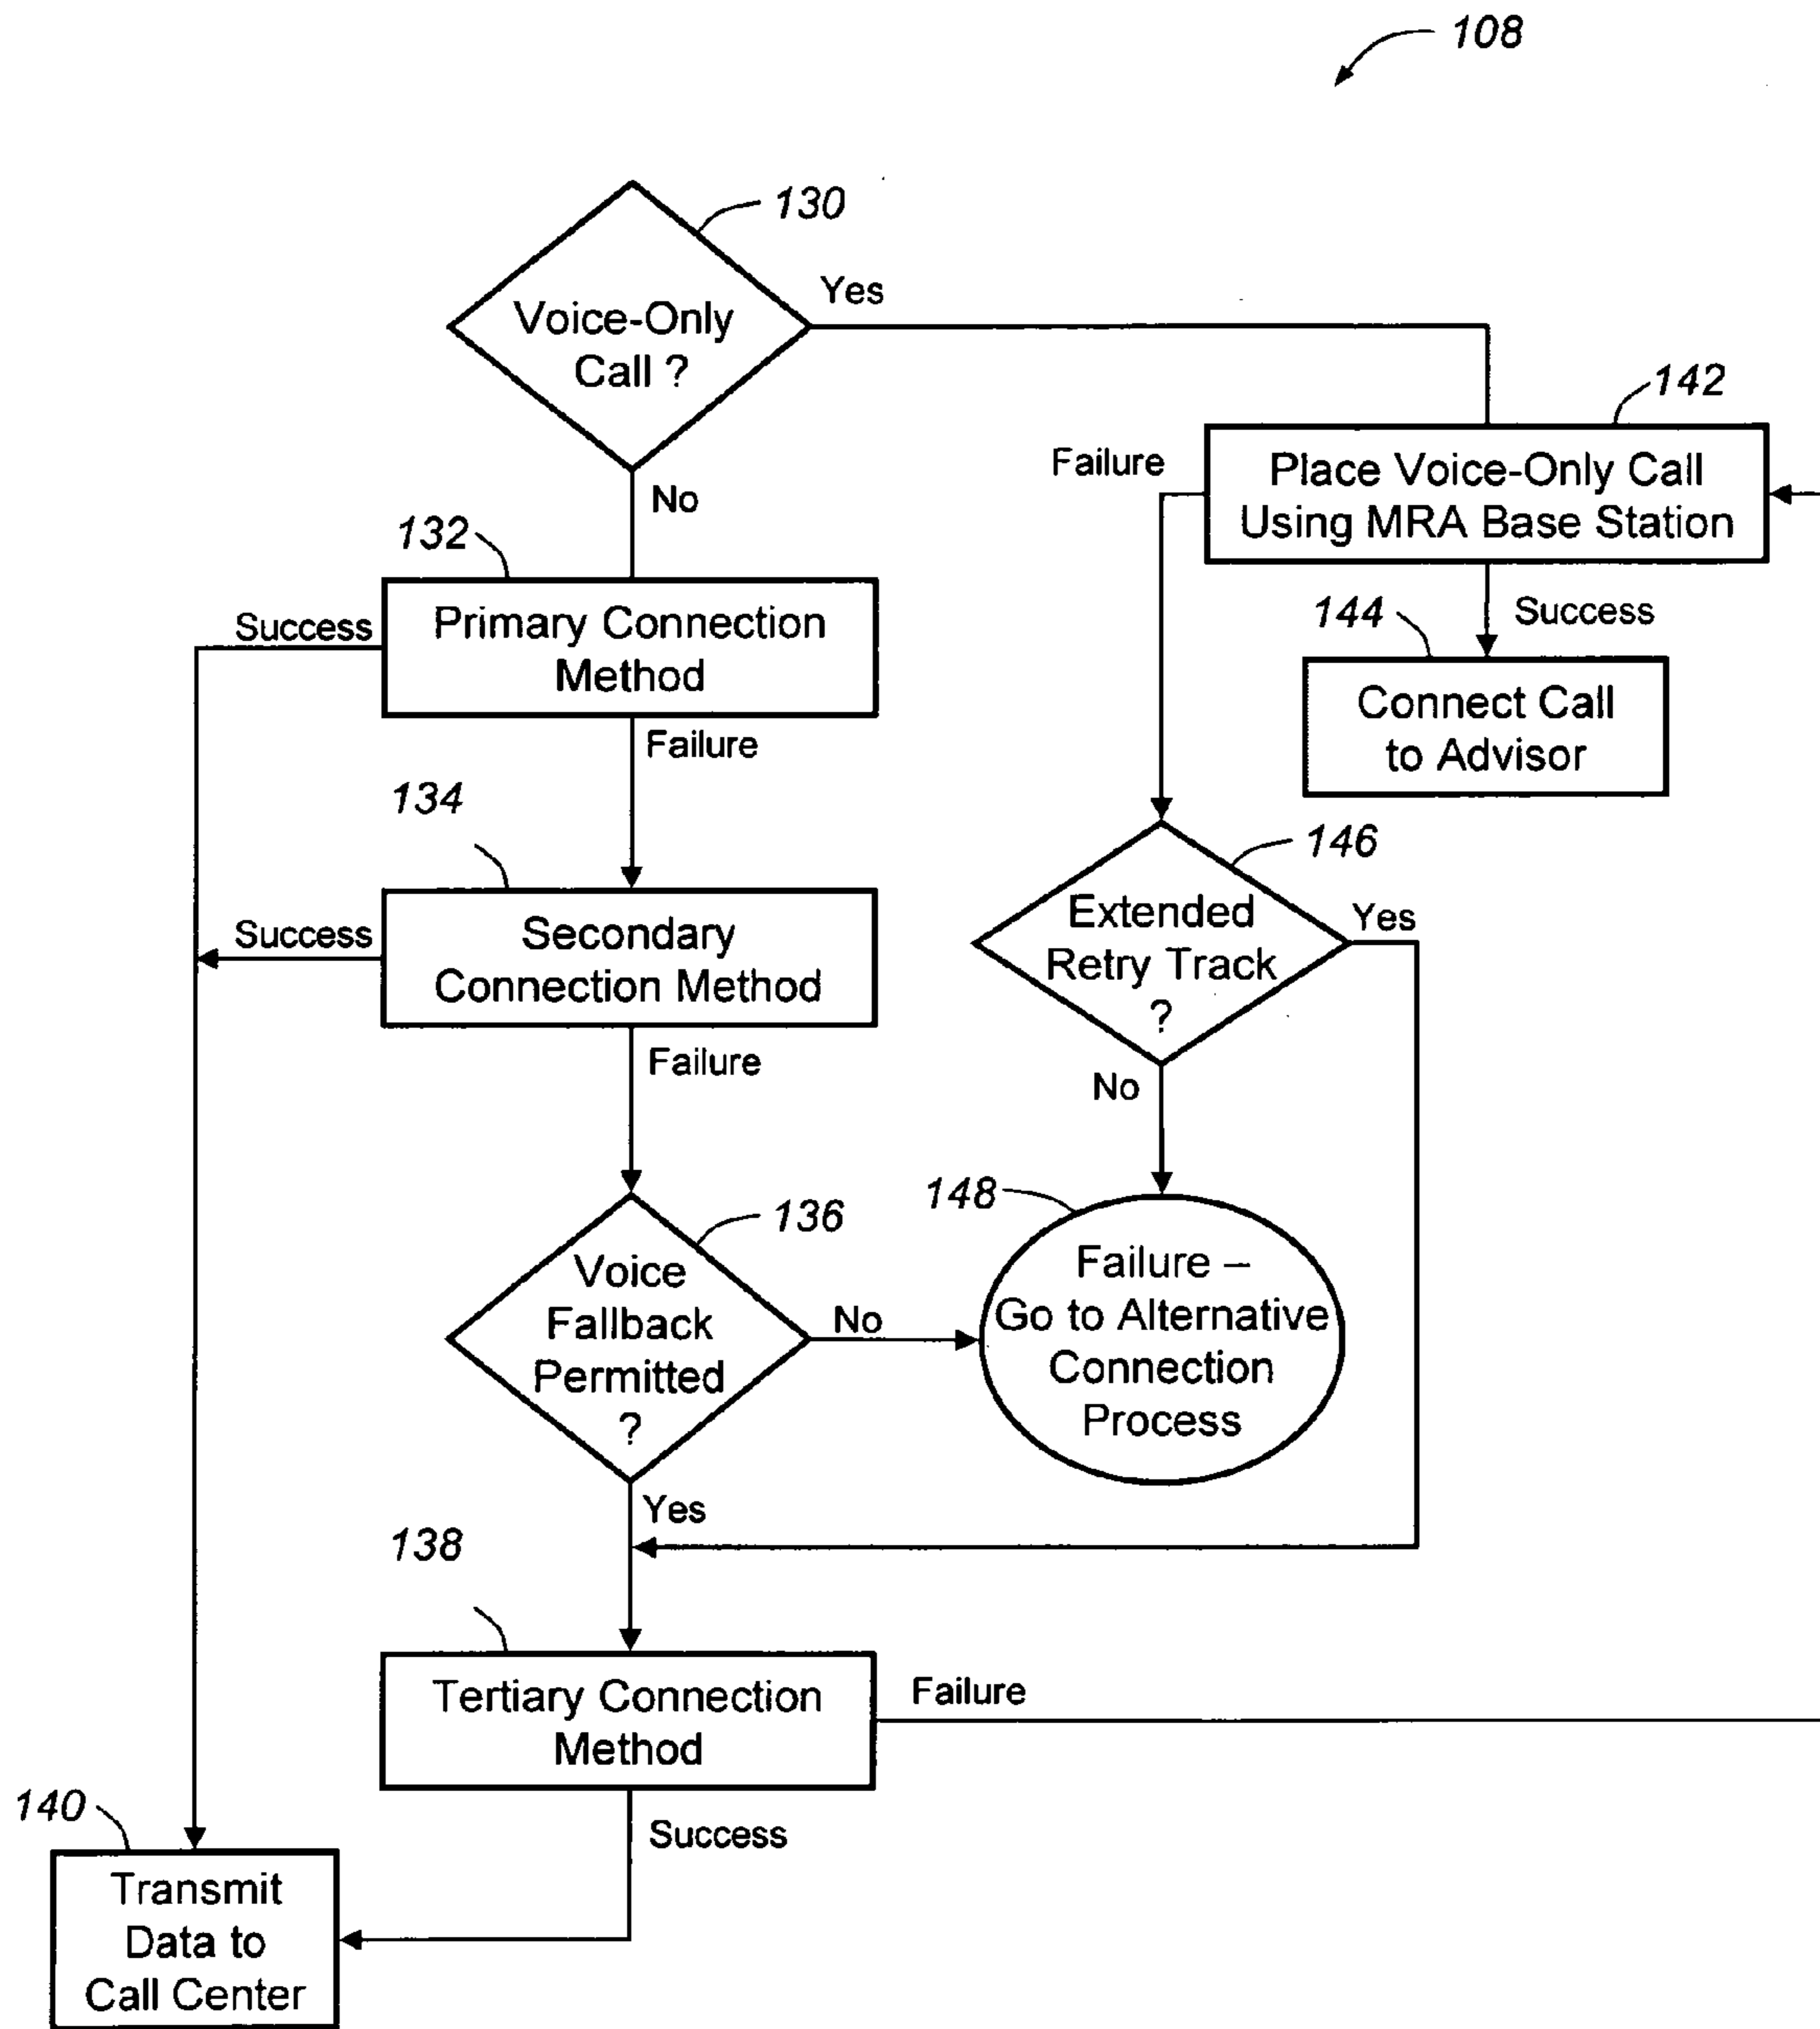 108
130
Voice-Only
Call ?
Yes
No
142
Failure
Place Voice-Only Call
Using MRA Base Station
132
Success
Primary Connection
Method
Failure
144
Success
Connect Call
to Advisor
134
Success
Secondary
Connection Method
Failure
146
Extended
Retry Track
?
Yes
No
136
Voice
Fallback
Permitted
?
No
Yes
148
Failure –
Go to Alternative
Connection
Process
138
Tertiary Connection
Method
Failure
Success
140
Transmit
Data to
Call Center